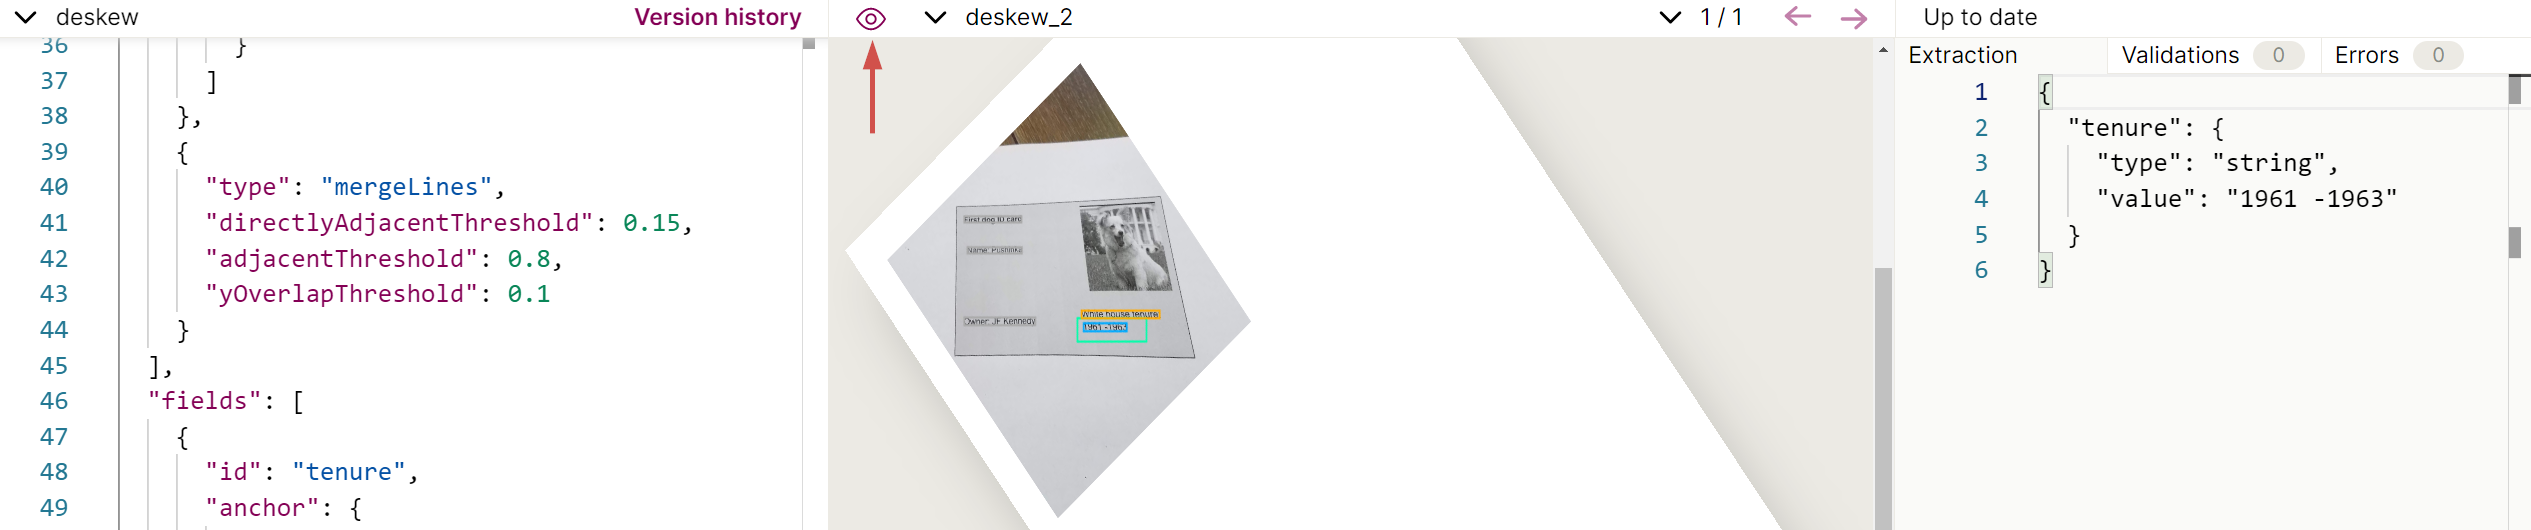 deskew
Version history
36 }
37 ]
38 },
39 {
40 "type": "mergeLines",
41 "directlyAdjacentThreshold": 0.15,
42 "adjacentThreshold": 0.8,
43 "yOverlapThreshold": 0.1
44 }
45 ],
46 "fields": [
47 {
48 "id": "tenure",
49 "anchor": {
deskew_2
1 / 1
First dog ID card
Name: Pushinka
Owner: JF Kennedy
White house tenure:
1961 -1963
Up to date
Extraction
Validations 0
Errors 0
1 {
2 "tenure": {
3 "type": "string",
4 "value": "1961 -1963"
5 }
6 }